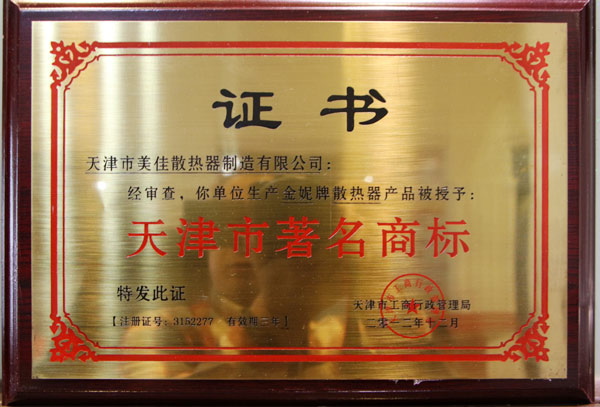 证书
天津市美佳散热器制造有限公司：
经审查，你单位生产金妮牌散热器产品被授予：
天津市著名商标
特发此证
【注册证号：3152277 有效期三年】
天津市工商行政管理局
二零一二年十二月